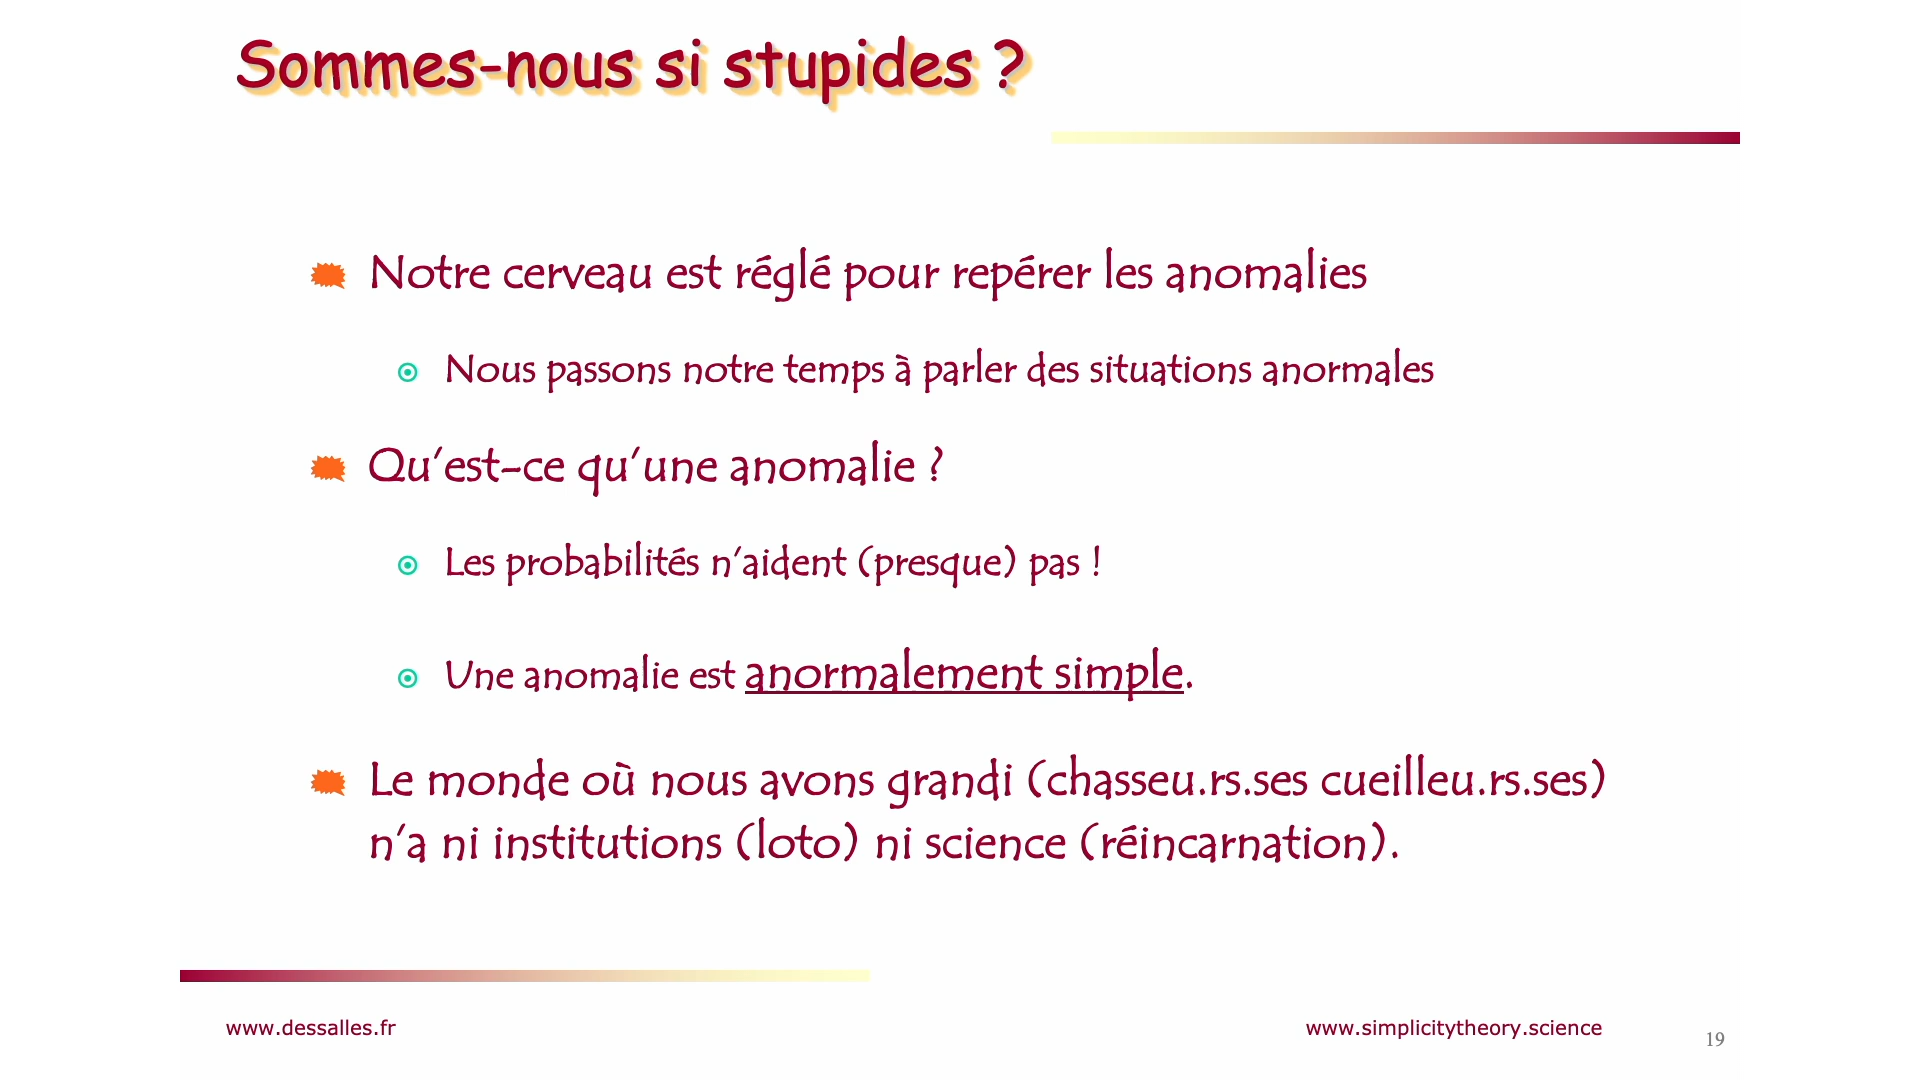 Sommes-nous si stupides ?
Notre cerveau est réglé pour repérer les anomalies
Nous passons notre temps à parler des situations anormales
Qu’est-ce qu’une anomalie ?
Les probabilités n’aident (presque) pas !
Une anomalie est anormalement simple.
Le monde où nous avons grandi (chasseu.rs.ses cueilleu.rs.ses)
n’a ni institutions (loto) ni science (réincarnation).
www.dessalles.fr
www.simplicitytheory.science
19